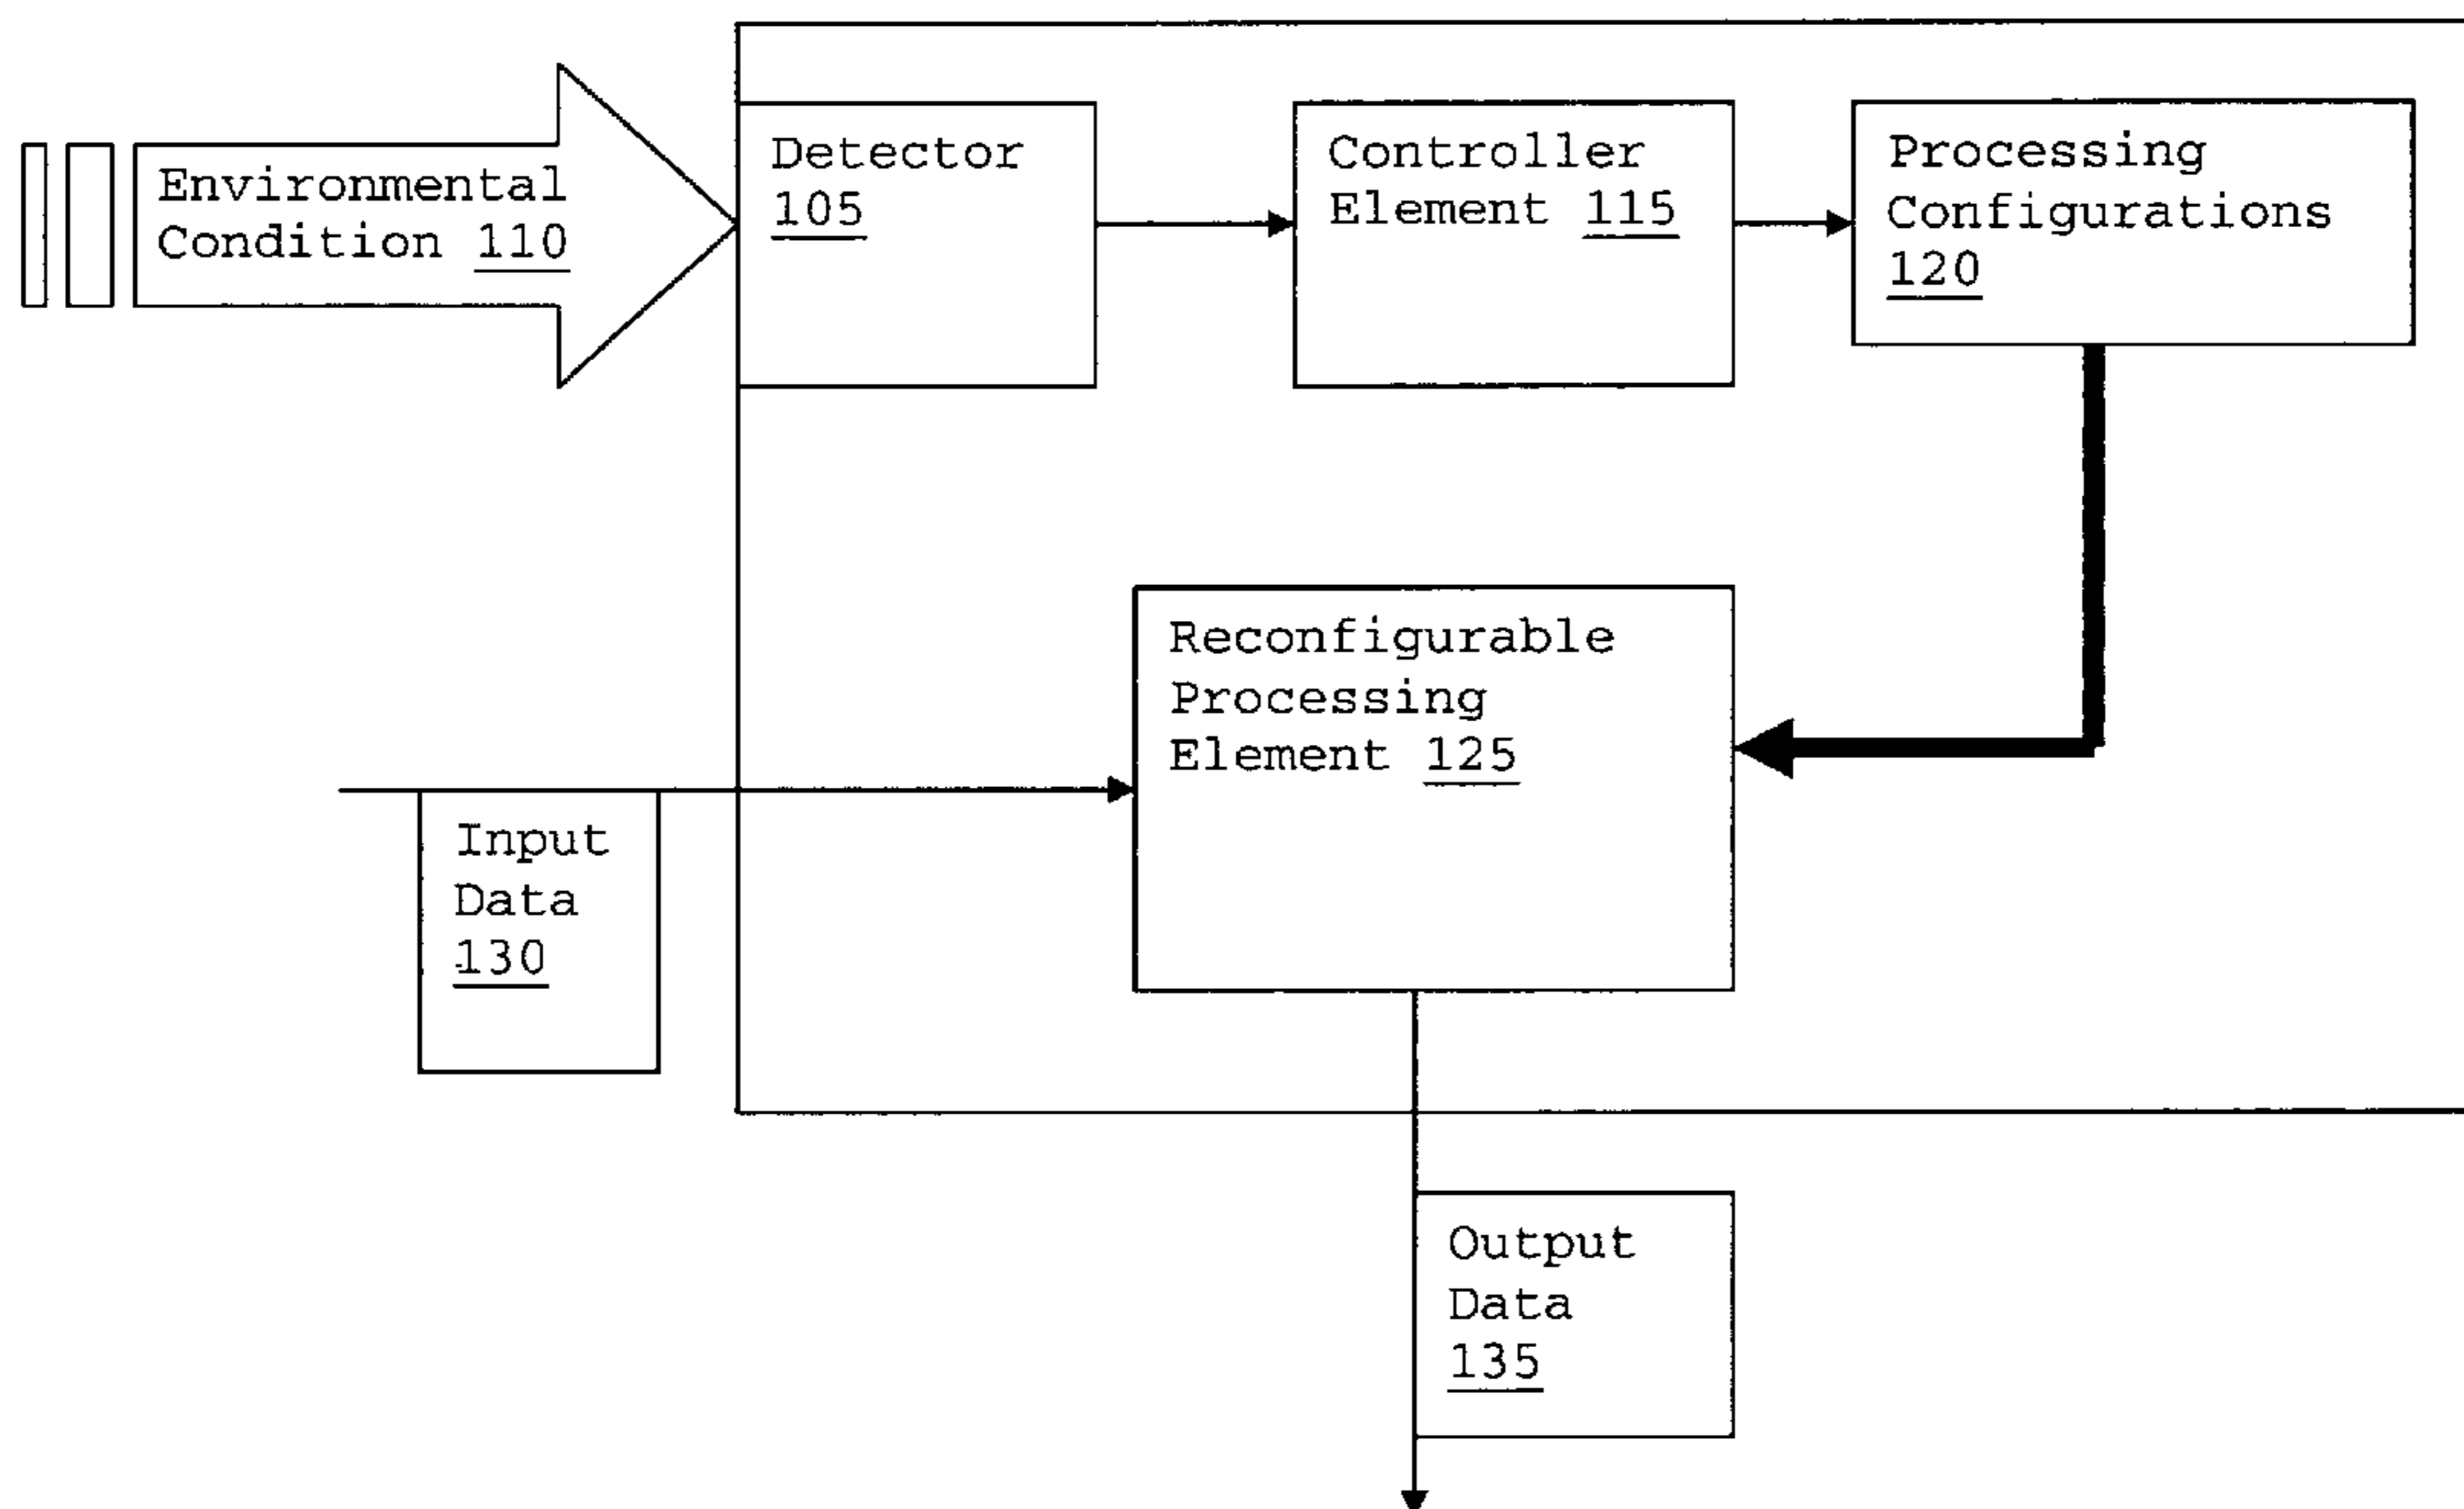 Environmental
Condition 110
Detector
105
Controller
Element 115
Processing
Configurations
120
Reconfigurable
Processing
Element 125
Input
Data
130
Output
Data
135